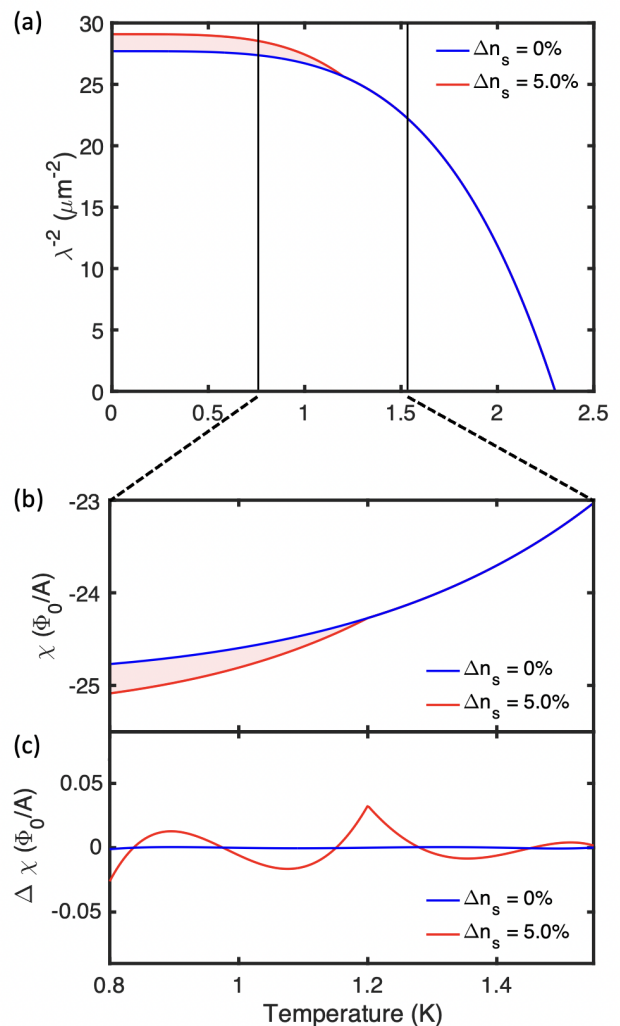 (a)
30
25
20
15
10
5
0
λ⁻² (μm⁻²)
Δnₛ = 0%
Δnₛ = 5.0%
0 0.5 1 1.5 2 2.5
(b)
-23
-24
-25
χ (Φ₀/A)
Δnₛ = 0%
Δnₛ = 5.0%
(c)
0.05
0
-0.05
Δ χ (Φ₀/A)
Δnₛ = 0%
Δnₛ = 5.0%
0.8 1 1.2 1.4
Temperature (K)